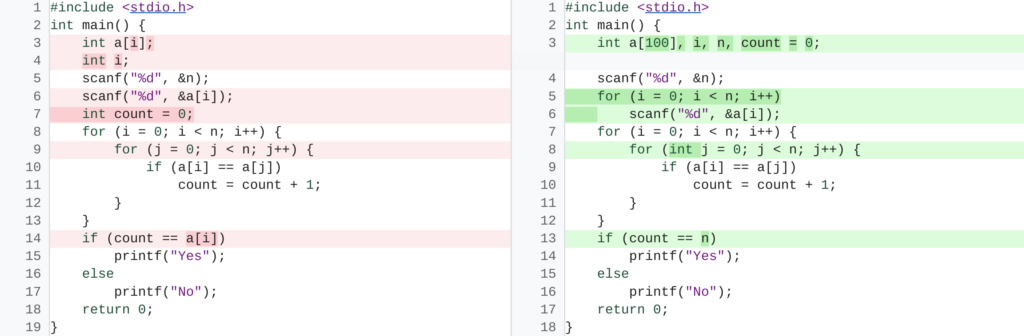 1 #include <stdio.h>
2 int main() {
3     int a[i];
4     int i;
5     scanf("%d", &n);
6     scanf("%d", &a[i]);
7     int count = 0;
8     for (i = 0; i < n; i++) {
9         for (j = 0; j < n; j++) {
10             if (a[i] == a[j])
11                 count = count + 1;
12         }
13     }
14     if (count == a[i])
15         printf("Yes");
16     else
17         printf("No");
18     return 0;
19 }
1 #include <stdio.h>
2 int main() {
3     int a[100], i, n, count = 0;
4     scanf("%d", &n);
5     for (i = 0; i < n; i++)
6         scanf("%d", &a[i]);
7     for (i = 0; i < n; i++) {
8         for (int j = 0; j < n; j++) {
9             if (a[i] == a[j])
10                 count = count + 1;
11         }
12     }
13     if (count == n)
14         printf("Yes");
15     else
16         printf("No");
17     return 0;
18 }